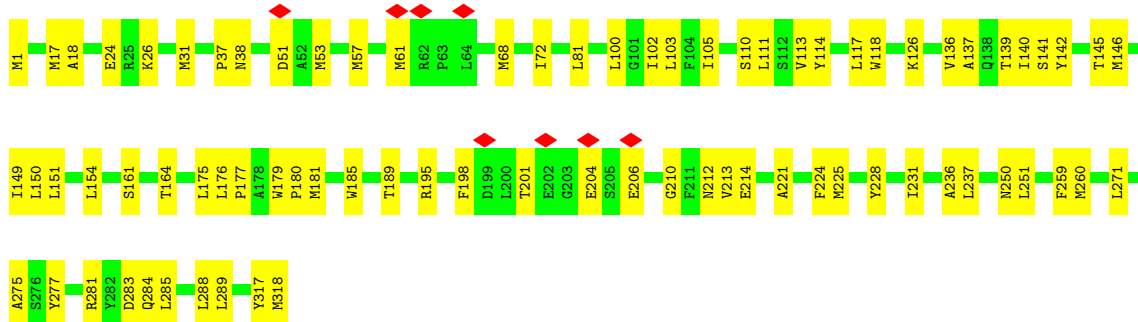 M1 M17 A18 E24 R25 K26 M31 P37 N38 D51 A52 M53 M57 M61 R62 P63 L64 M68 I72 L81 L100 G101 I102 L103 F104 I105 S110 L111 S112 V113 Y114 L117 W118 K126 V136 A137 Q138 T139 I140 S141 Y142 T145 M146
I149 L150 L151 L154 S161 T164 L175 L176 P177 A178 W179 P180 M181 W185 T189 R195 F198 D199 L200 T201 E202 G203 E204 S205 E206 G210 F211 N212 V213 E214 A221 F224 M225 Y228 I231 A236 L237 N250 L251 F259 M260 L271
A275 S276 Y277 R281 Y282 D283 Q284 L285 L288 L289 Y317 M318